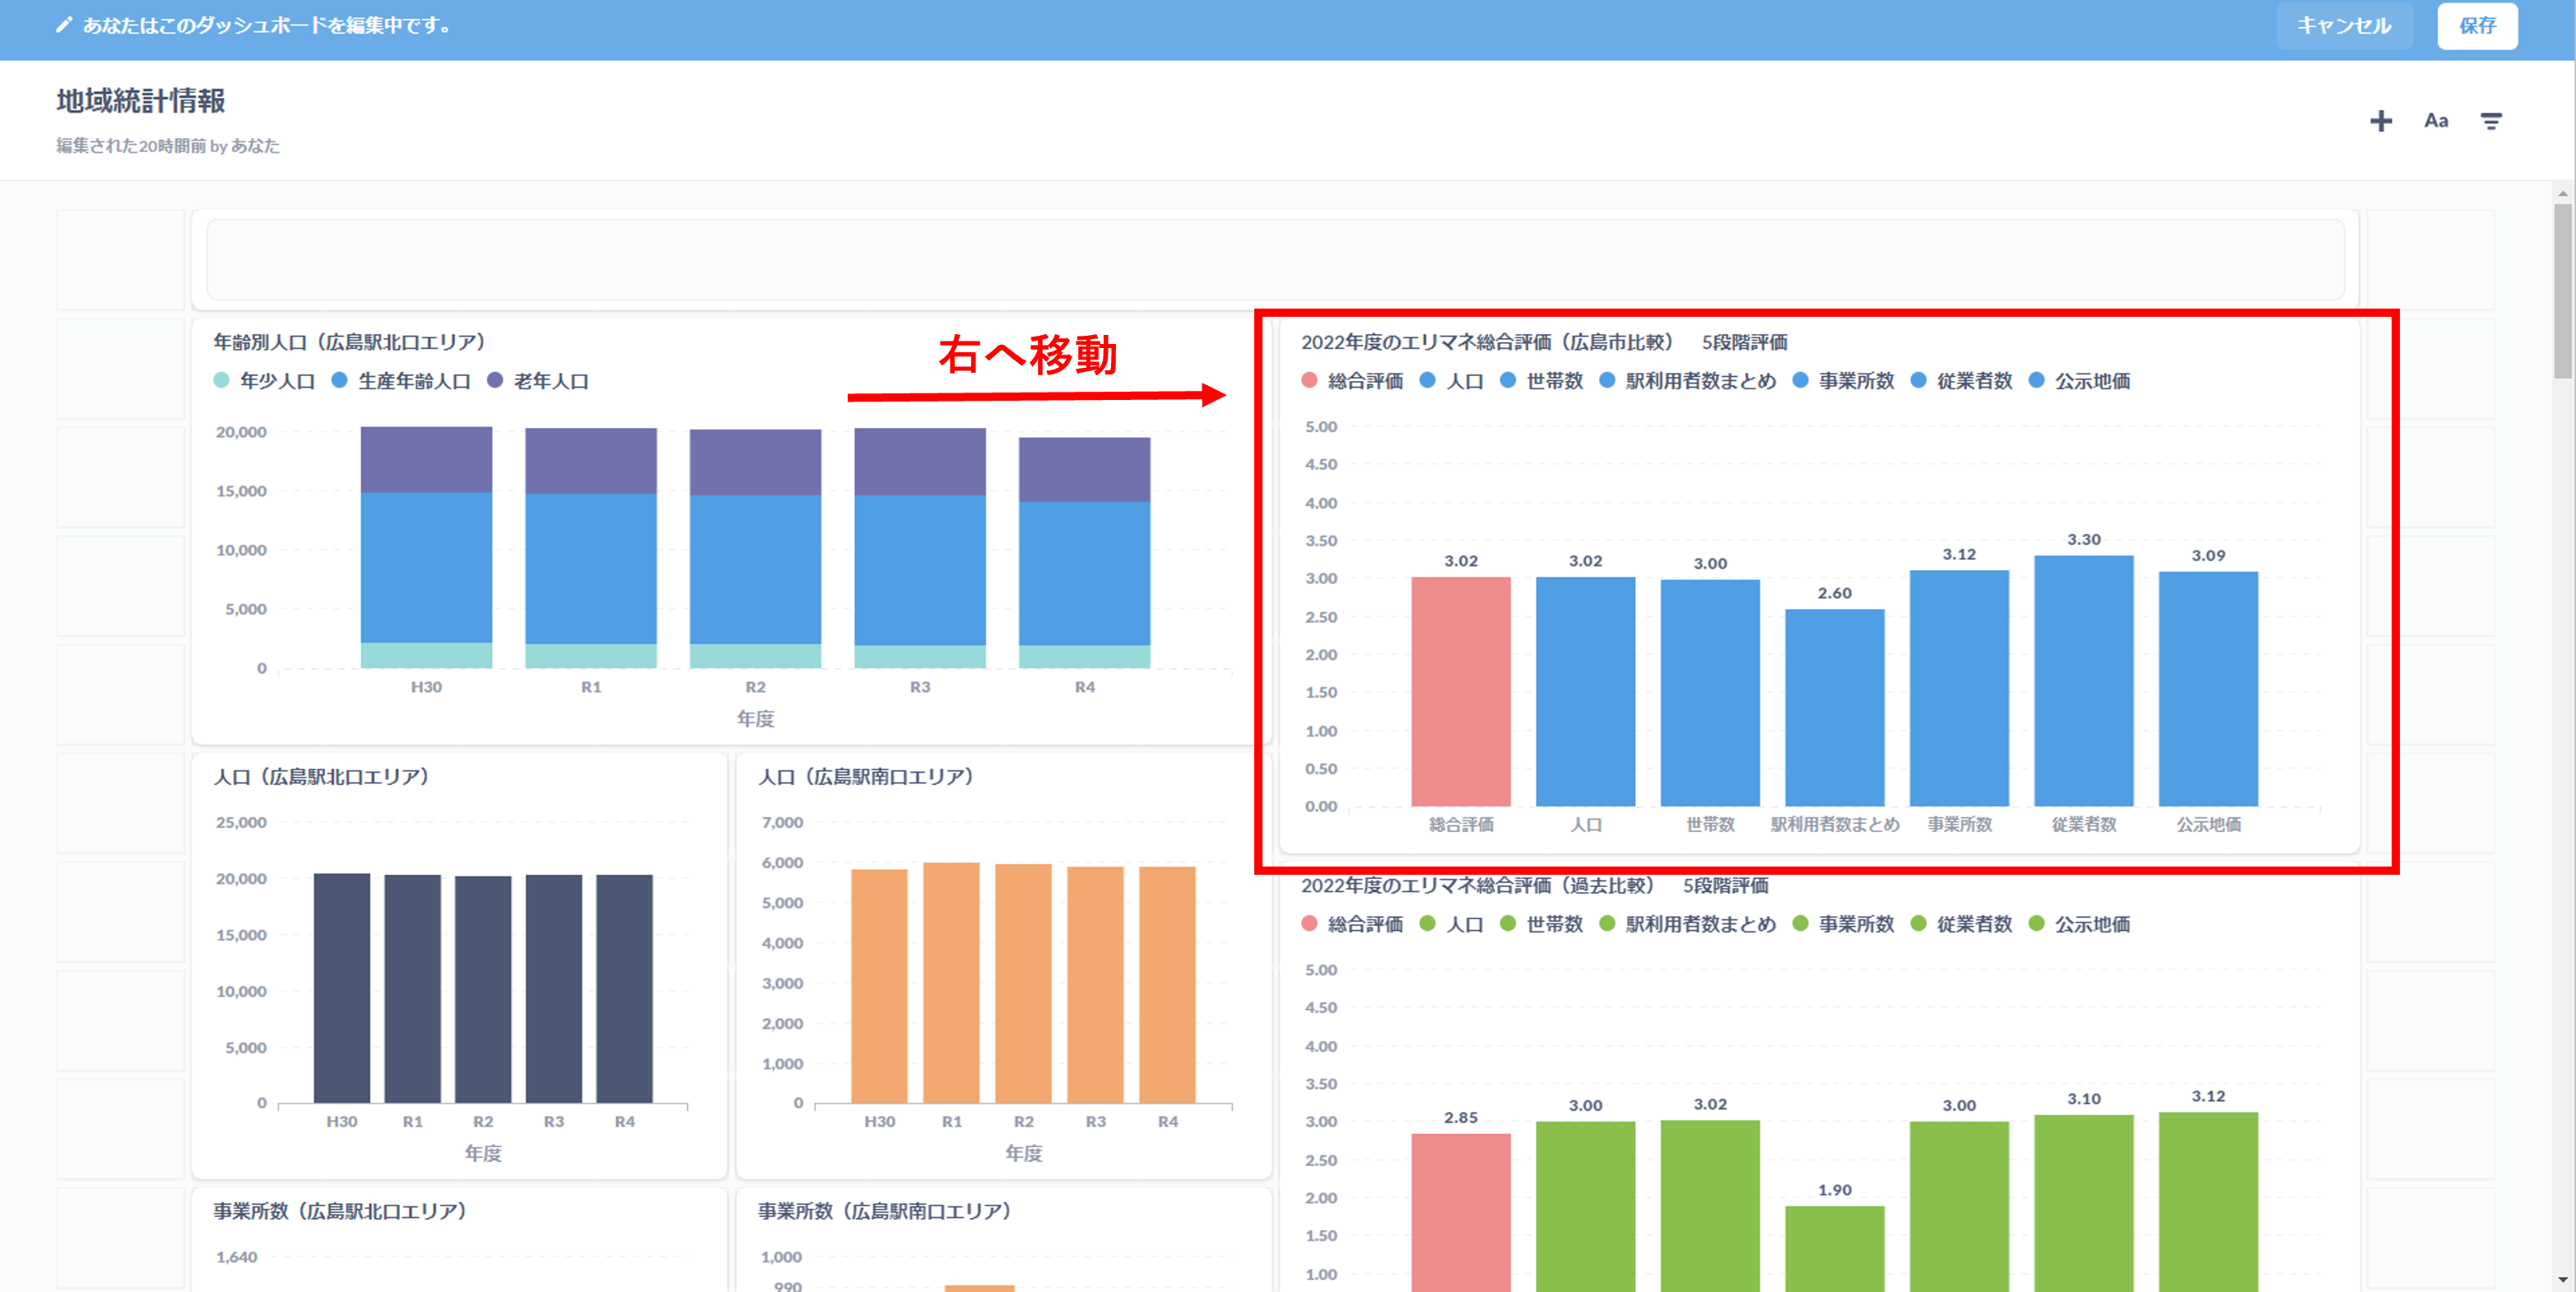 あなたはこのダッシュボードを編集中です。
キャンセル
保存
地域統計情報
編集された20時間前 by あなた
Aa
年齢別人口（広島駅北口エリア）
年少人口 生産年齢人口 老年人口
右へ移動
20,000
15,000
10,000
5,000
0
H30 R1 R2 R3 R4
年度
2022年度のエリマネ総合評価（広島市比較） 5段階評価
総合評価 人口 世帯数 駅利用者数まとめ 事業所数 従業者数 公示地価
5.00
4.50
4.00
3.50
3.00
2.50
2.00
1.50
1.00
0.50
0.00
3.02 3.02 3.00 2.60 3.12 3.30 3.09
総合評価 人口 世帯数 駅利用者数まとめ 事業所数 従業者数 公示地価
人口（広島駅北口エリア）
25,000
20,000
15,000
10,000
5,000
0
H30 R1 R2 R3 R4
年度
人口（広島駅南口エリア）
7,000
6,000
5,000
4,000
3,000
2,000
1,000
0
H30 R1 R2 R3 R4
年度
2022年度のエリマネ総合評価（過去比較） 5段階評価
総合評価 人口 世帯数 駅利用者数まとめ 事業所数 従業者数 公示地価
5.00
4.50
4.00
3.50
3.00
2.50
2.00
1.50
1.00
2.85 3.00 3.02 1.90 3.00 3.10 3.12
事業所数（広島駅北口エリア）
1,640
事業所数（広島駅南口エリア）
1,000
990